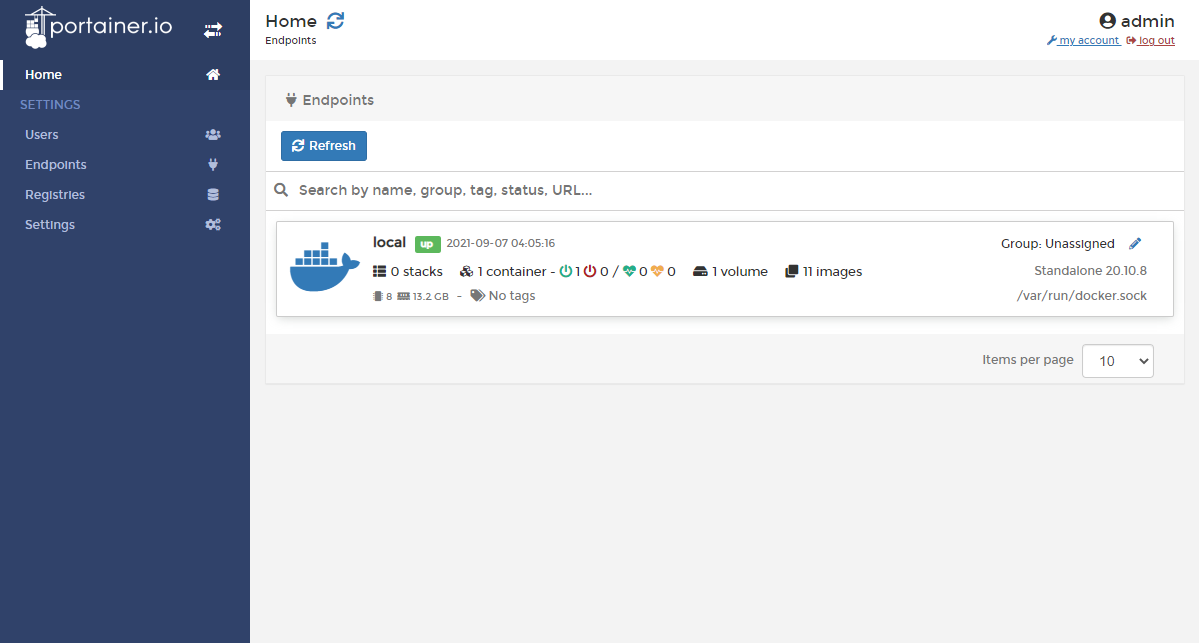 portainer.io
Home
SETTINGS
Users
Endpoints
Registries
Settings
Home
Endpoints
admin
my account log out
Endpoints
Refresh
Search by name, group, tag, status, URL...
local up 2021-09-07 04:05:16 Group: Unassigned
0 stacks 1 container - 1 0 / 0 0 1 volume 11 images Standalone 20.10.8
8 13.2 GB - No tags /var/run/docker.sock
Items per page 10